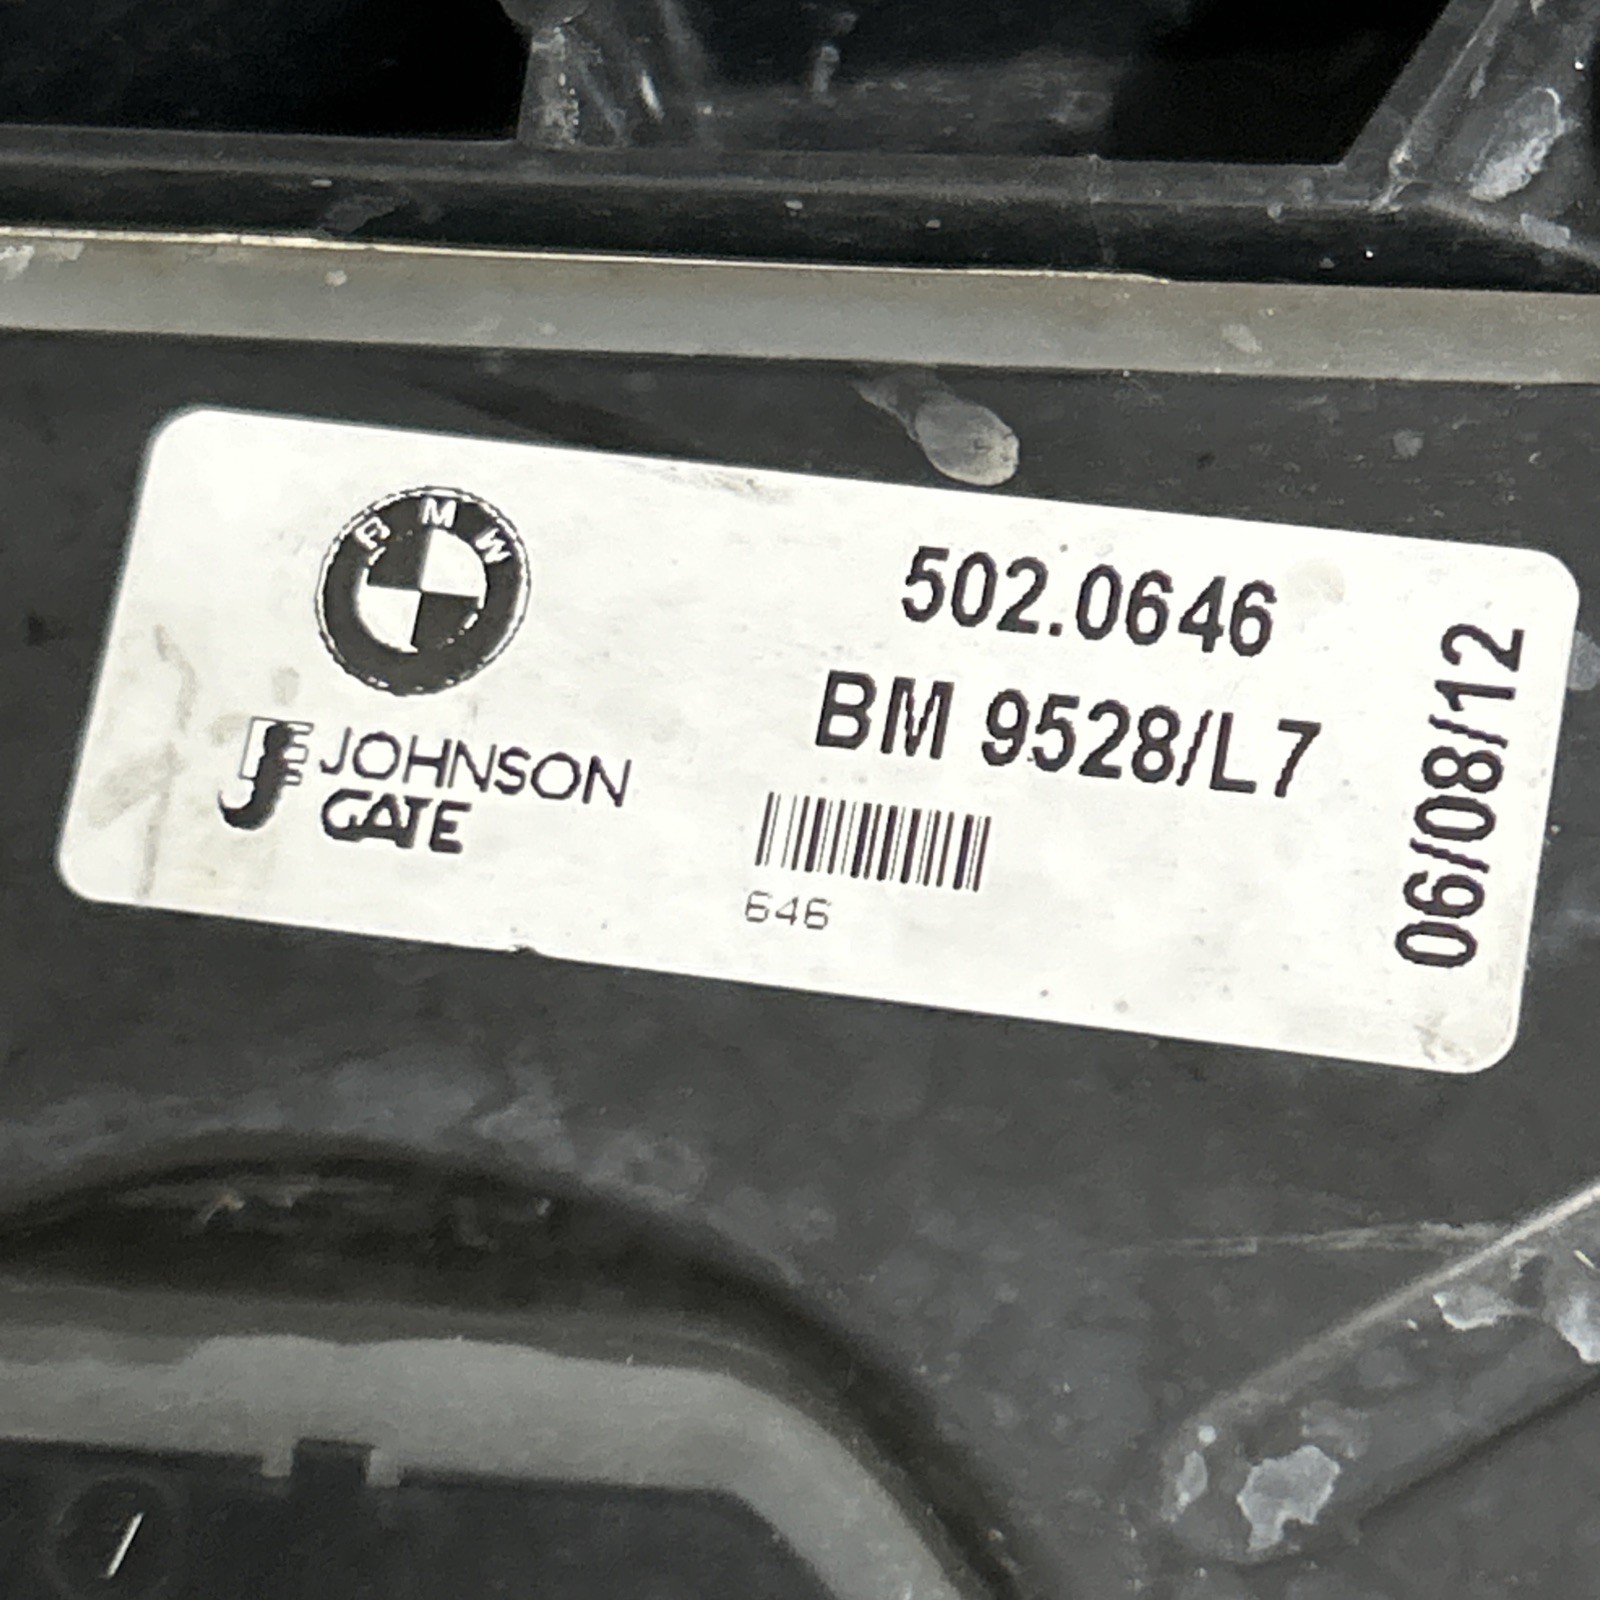 BMW
JOHNSON
GATE
502.0646
BM 9528/L7
646
06/08/12